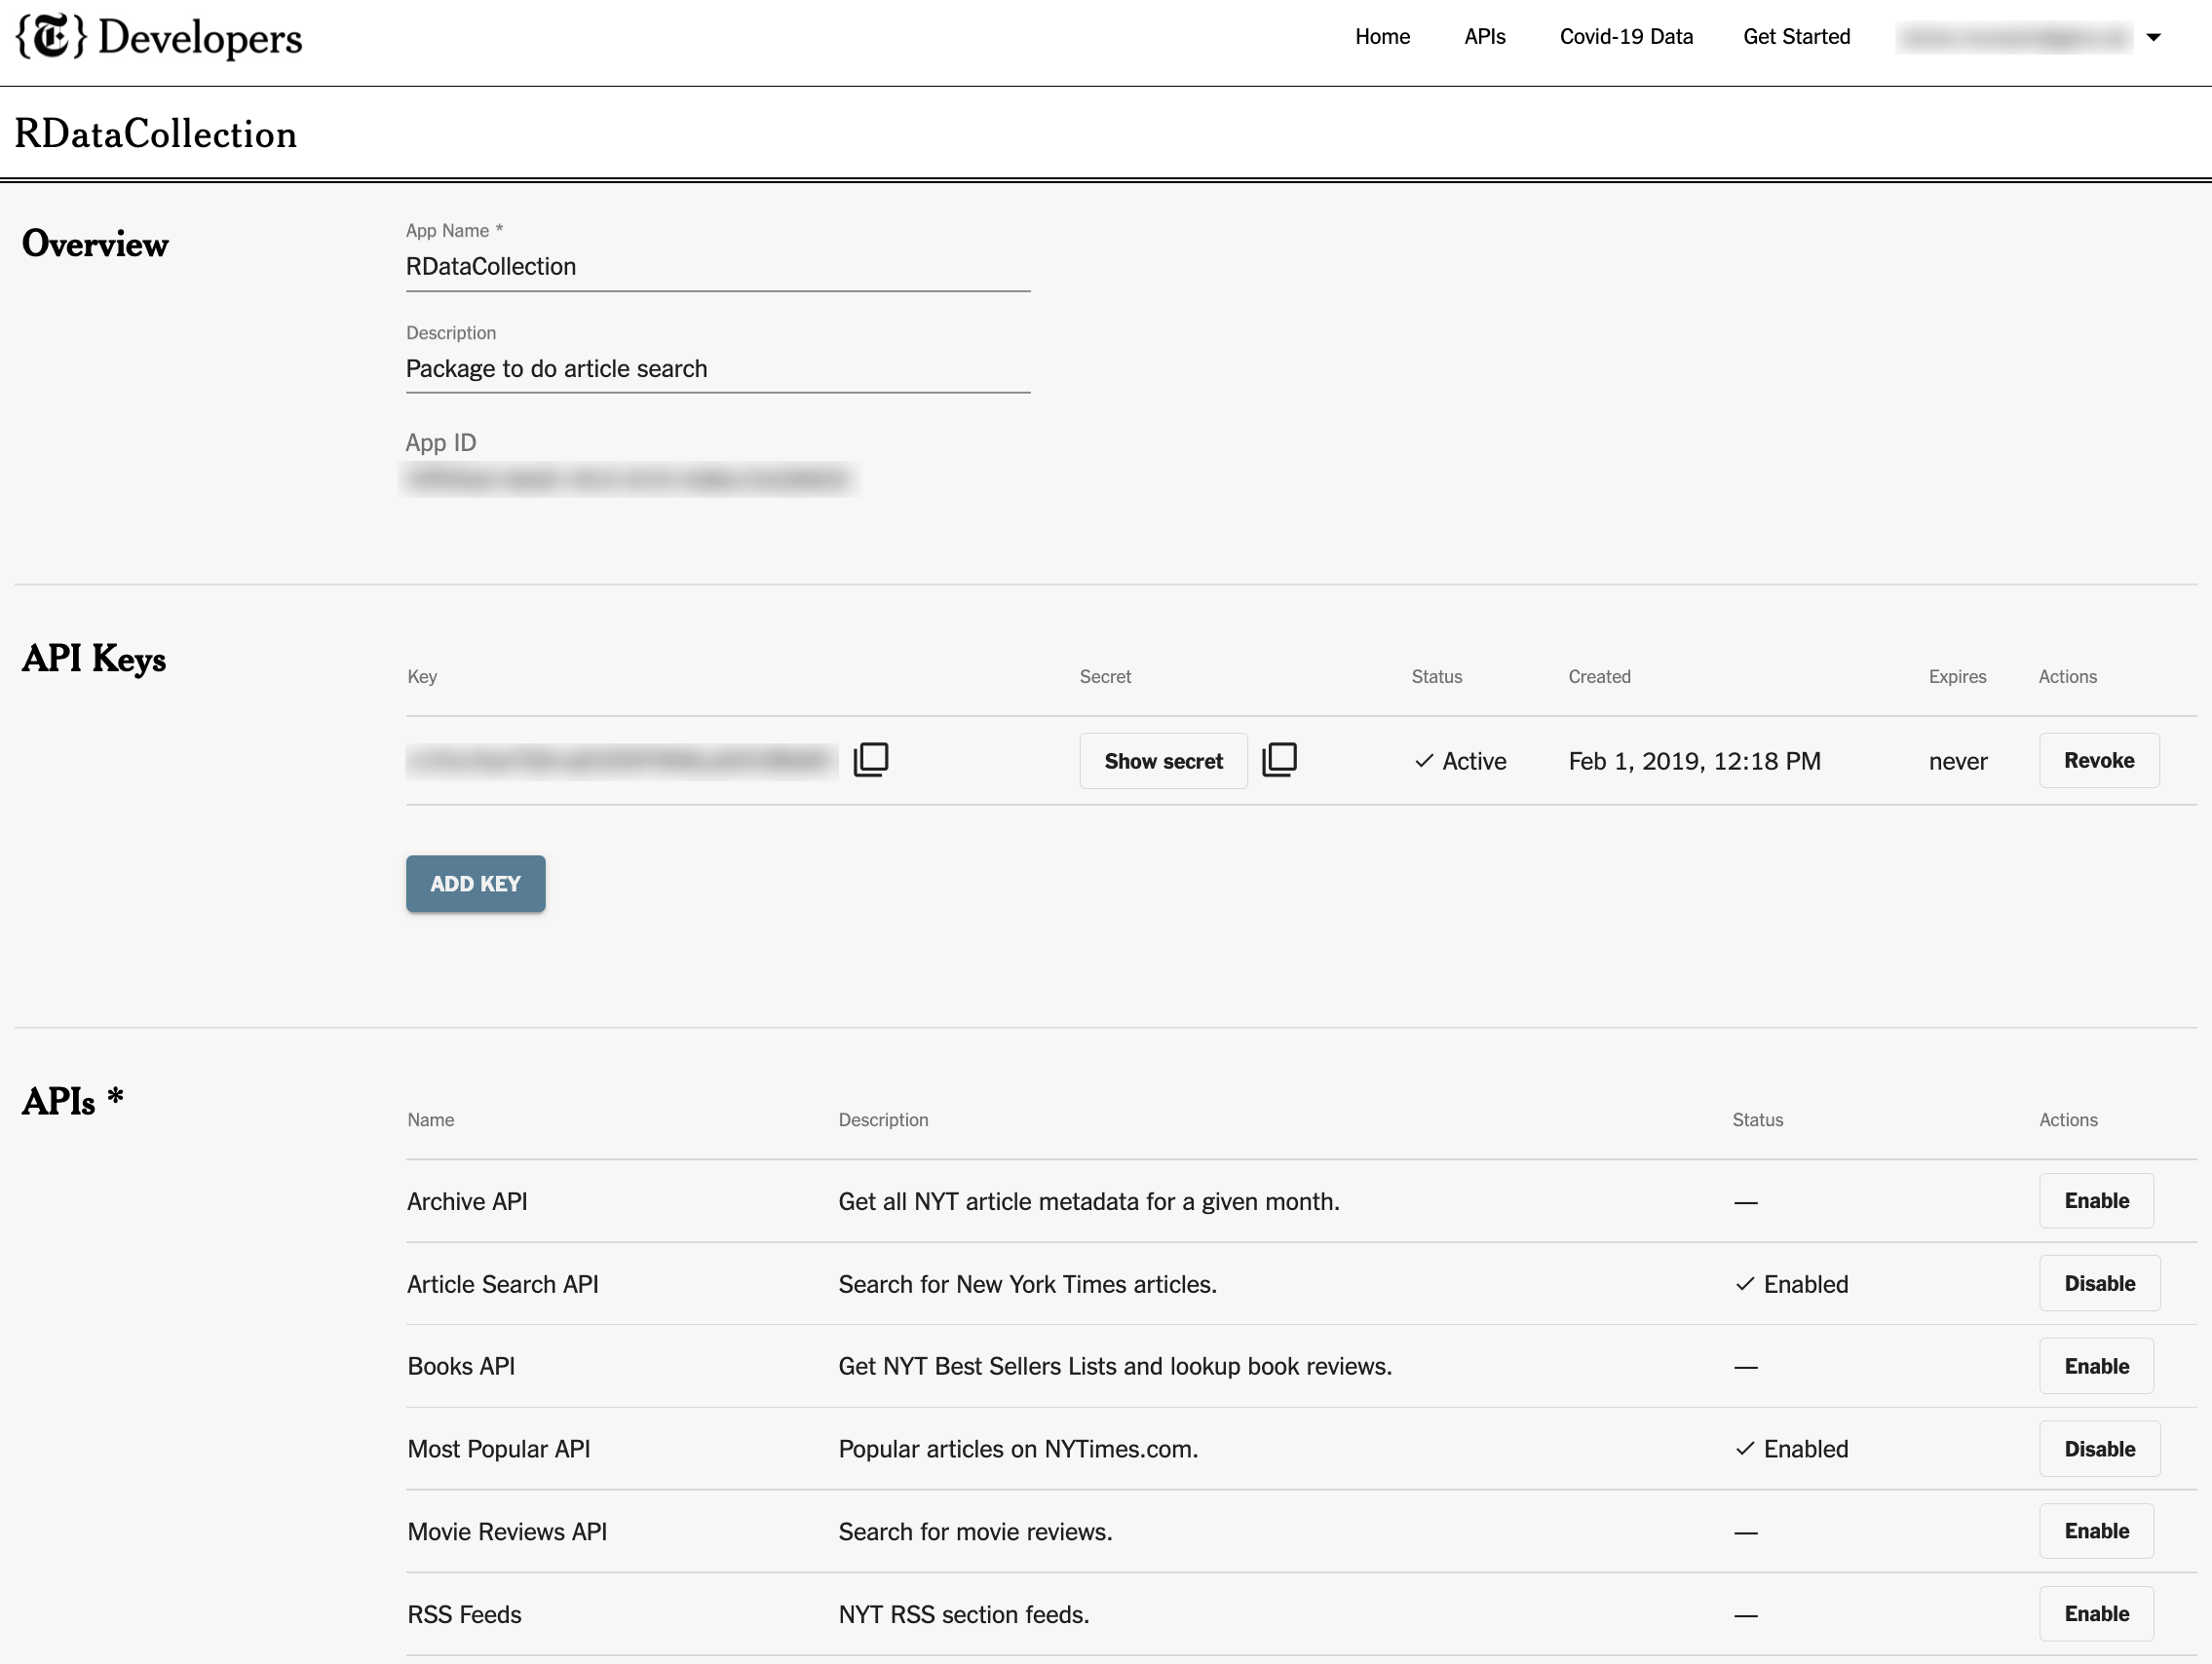 {T} Developers
Home APIs Covid-19 Data Get Started
RDataCollection
Overview
App Name *
RDataCollection
Description
Package to do article search
App ID
API Keys
Key Secret Status Created Expires Actions
Show secret ✓ Active Feb 1, 2019, 12:18 PM never Revoke
ADD KEY
APIs *
Name Description Status Actions
Archive API Get all NYT article metadata for a given month. — Enable
Article Search API Search for New York Times articles. ✓ Enabled Disable
Books API Get NYT Best Sellers Lists and lookup book reviews. — Enable
Most Popular API Popular articles on NYTimes.com. ✓ Enabled Disable
Movie Reviews API Search for movie reviews. — Enable
RSS Feeds NYT RSS section feeds. — Enable